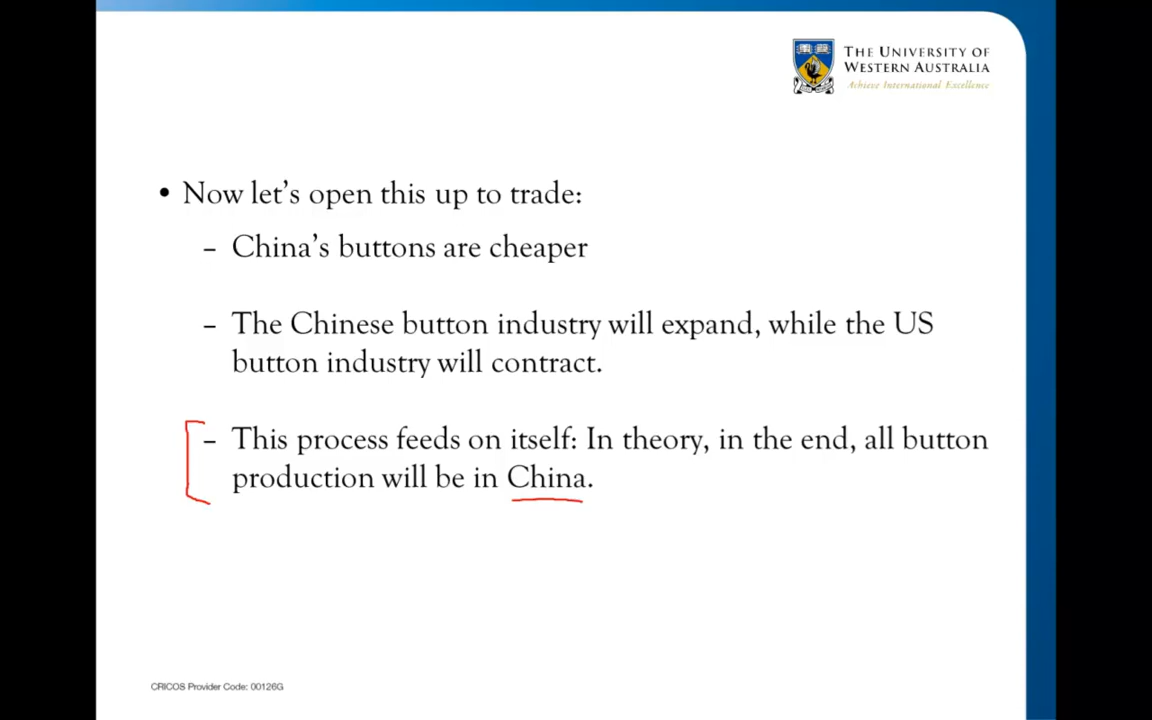 THE UNIVERSITY OF
WESTERN AUSTRALIA
Achieve International Excellence
• Now let's open this up to trade:
– China's buttons are cheaper
– The Chinese button industry will expand, while the US
button industry will contract.
– This process feeds on itself: In theory, in the end, all button
production will be in China.
CRICOS Provider Code: 00126G